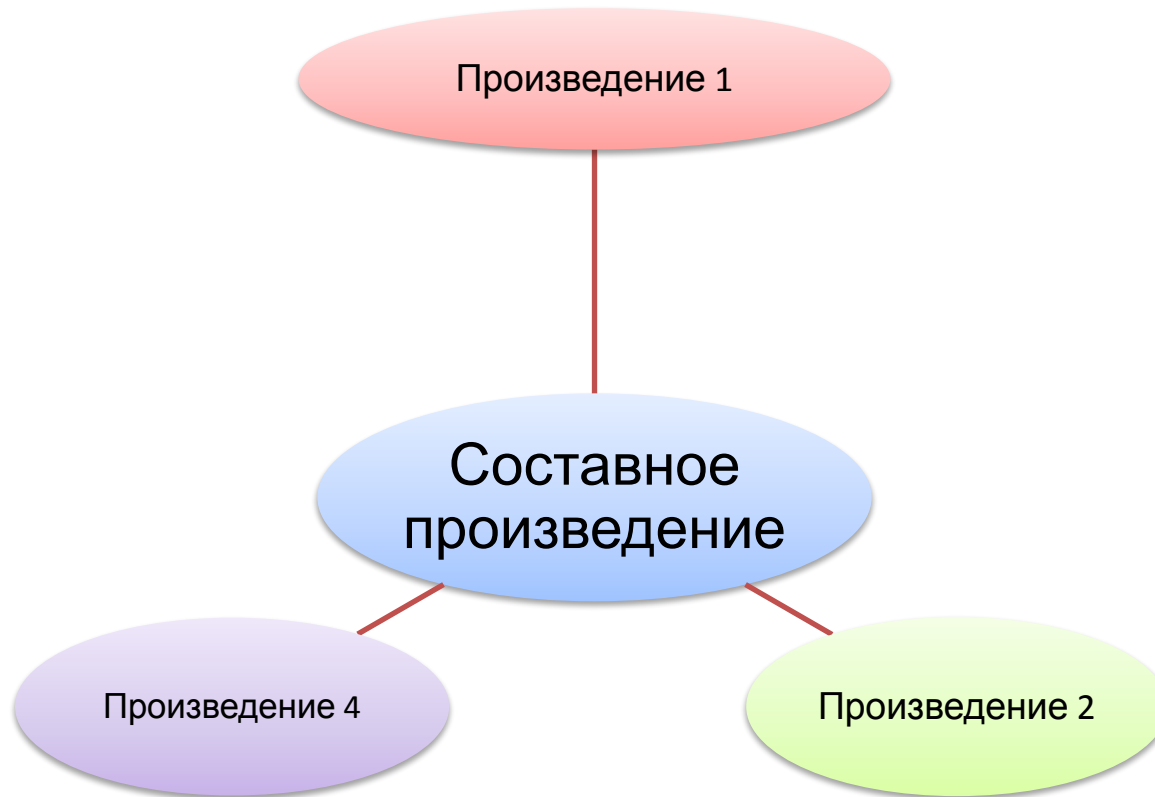 Произведение 1
Составное
произведение
Произведение 4
Произведение 2